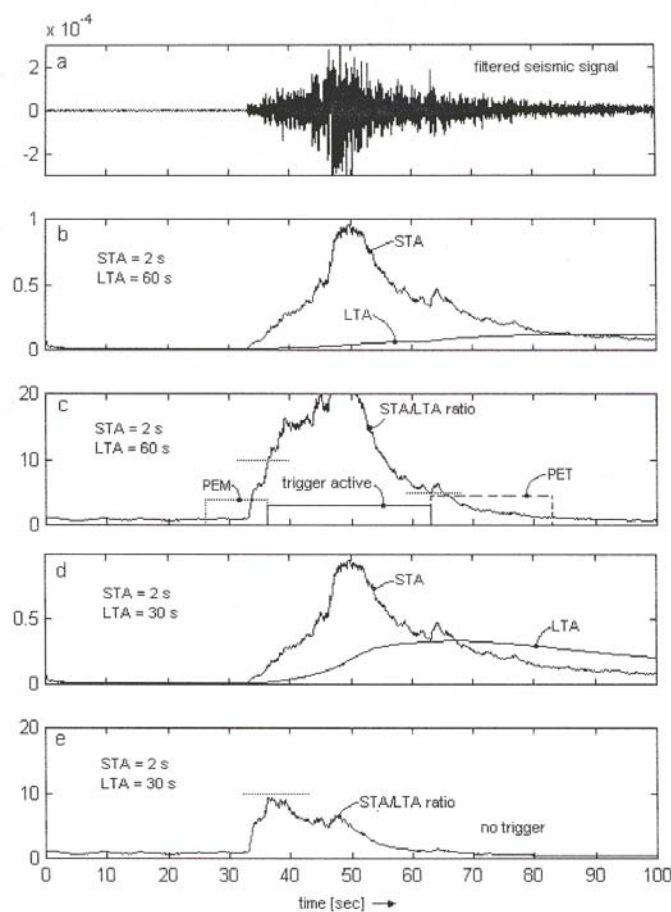 x 10-4
a
filtered seismic signal
2
0
-2
b
1
STA = 2 s
LTA = 60 s
STA
0.5
LTA
0
c
20
STA = 2 s
LTA = 60 s
STA/LTA ratio
10
PEM
trigger active
PET
0
d
STA = 2 s
LTA = 30 s
STA
LTA
0.5
0
e
20
STA = 2 s
LTA = 30 s
10
STA/LTA ratio
no trigger
0
0 10 20 30 40 50 60 70 80 90 100
time [sec]